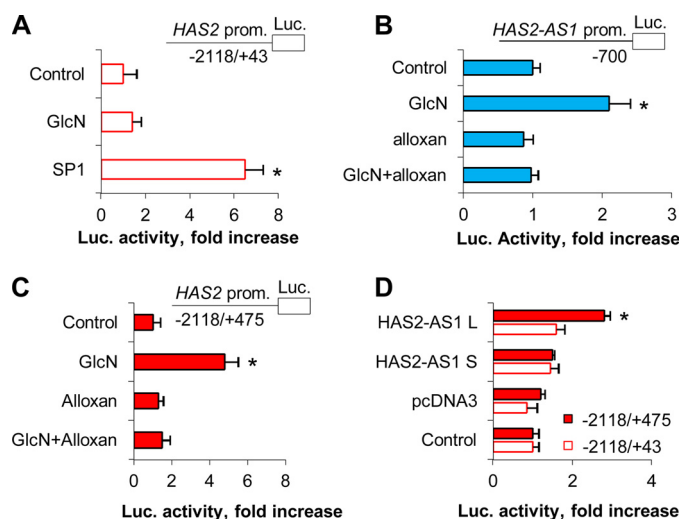 A
HAS2 prom.
Luc.
-2118/+43
Control
GlcN
SP1
*
0 2 4 6 8
Luc. activity, fold increase
B
HAS2-AS1 prom.
Luc.
-700
Control
GlcN
*
alloxan
GlcN+alloxan
0 1 2 3
Luc. Activity, fold increase
C
HAS2 prom.
Luc.
-2118/+475
Control
GlcN
*
Alloxan
GlcN+Alloxan
0 2 4 6 8
Luc. activity, fold increase
D
HAS2-AS1 L
*
HAS2-AS1 S
pcDNA3
Control
-2118/+475
-2118/+43
0 2 4
Luc. activity, fold increase